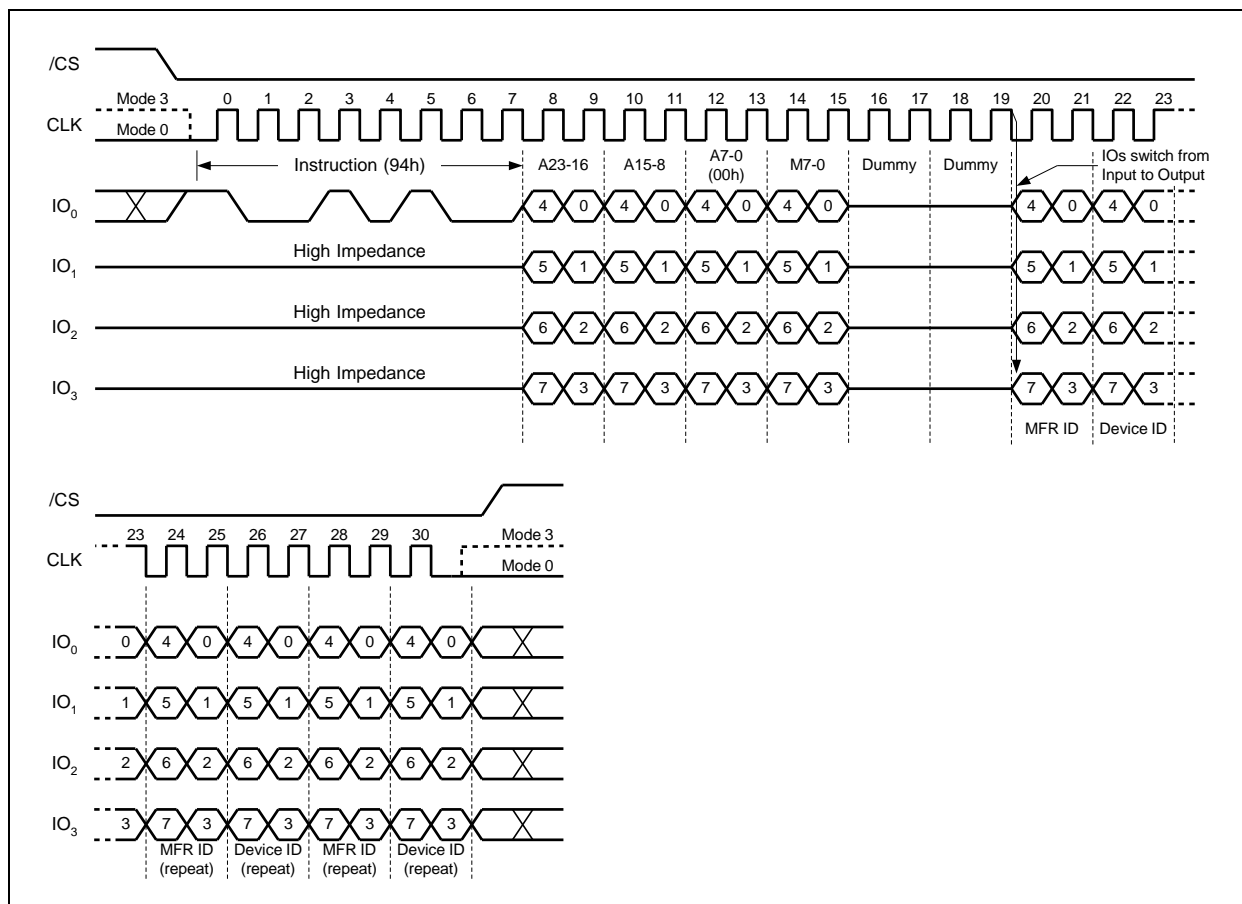 /CS
Mode 3
0 1 2 3 4 5 6 7 8 9 10 11 12 13 14 15 16 17 18 19 20 21 22 23
CLK
Mode 0
Instruction (94h)
A23-16
A15-8
A7-0
(00h)
M7-0
Dummy
Dummy
IOs switch from
Input to Output
IO0
4 0 4 0 4 0 4 0 4 0 4 0
High Impedance
IO1
5 1 5 1 5 1 5 1 5 1 5 1
High Impedance
IO2
6 2 6 2 6 2 6 2 6 2 6 2
High Impedance
IO3
7 3 7 3 7 3 7 3 7 3 7 3
MFR ID
Device ID
/CS
23 24 25 26 27 28 29 30
Mode 3
CLK
Mode 0
IO0
0 4 0 4 0 4 0 4 0
IO1
1 5 1 5 1 5 1 5 1
IO2
2 6 2 6 2 6 2 6 2
IO3
3 7 3 7 3 7 3 7 3
MFR ID
(repeat)
Device ID
(repeat)
MFR ID
(repeat)
Device ID
(repeat)